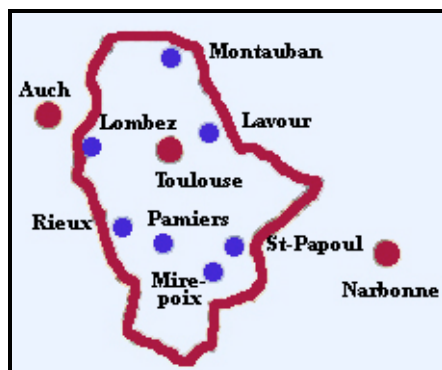 Montauban
Auch
Lombez
Lavour
Toulouse
Rieux
Pamiers
St-Papoul
Mire-
poix
Narbonne